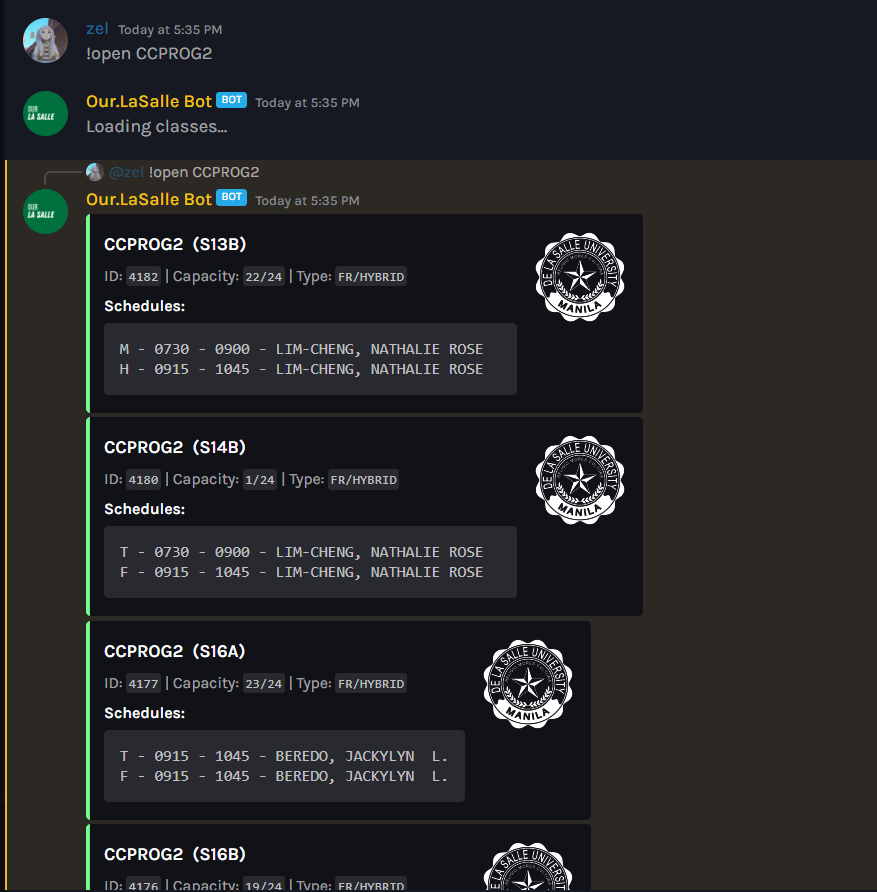 zel Today at 5:35 PM
!open CCPROG2
OUR
LA SALLE
Our.LaSalle Bot BOT Today at 5:35 PM
Loading classes...
@zel !open CCPROG2
OUR
LA SALLE
Our.LaSalle Bot BOT Today at 5:35 PM
CCPROG2 (S13B)
DE LA SALLE UNIVERSITY
MANILA
ID: 4182 | Capacity: 22/24 | Type: FR/HYBRID
Schedules:
M - 0730 - 0900 - LIM-CHENG, NATHALIE ROSE
H - 0915 - 1045 - LIM-CHENG, NATHALIE ROSE
CCPROG2 (S14B)
DE LA SALLE UNIVERSITY
MANILA
ID: 4180 | Capacity: 1/24 | Type: FR/HYBRID
Schedules:
T - 0730 - 0900 - LIM-CHENG, NATHALIE ROSE
F - 0915 - 1045 - LIM-CHENG, NATHALIE ROSE
CCPROG2 (S16A)
DE LA SALLE UNIVERSITY
MANILA
ID: 4177 | Capacity: 23/24 | Type: FR/HYBRID
Schedules:
T - 0915 - 1045 - BEREDO, JACKYLYN L.
F - 0915 - 1045 - BEREDO, JACKYLYN L.
CCPROG2 (S16B)
DE LA SALLE UNIVERSITY
ID: 4176 | Capacity: 19/24 | Type: FR/HYBRID